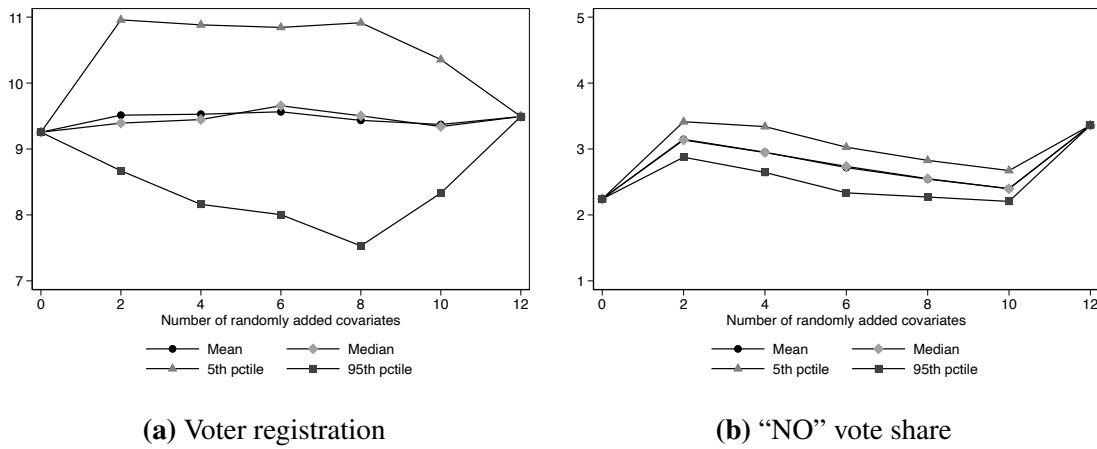 11
10
9
8
7
0 2 4 6 8 10 12
Number of randomly added covariates
Mean Median
5th pctile 95th pctile
(a) Voter registration
5
4
3
2
1
0 2 4 6 8 10 12
Number of randomly added covariates
Mean Median
5th pctile 95th pctile
(b) “NO” vote share